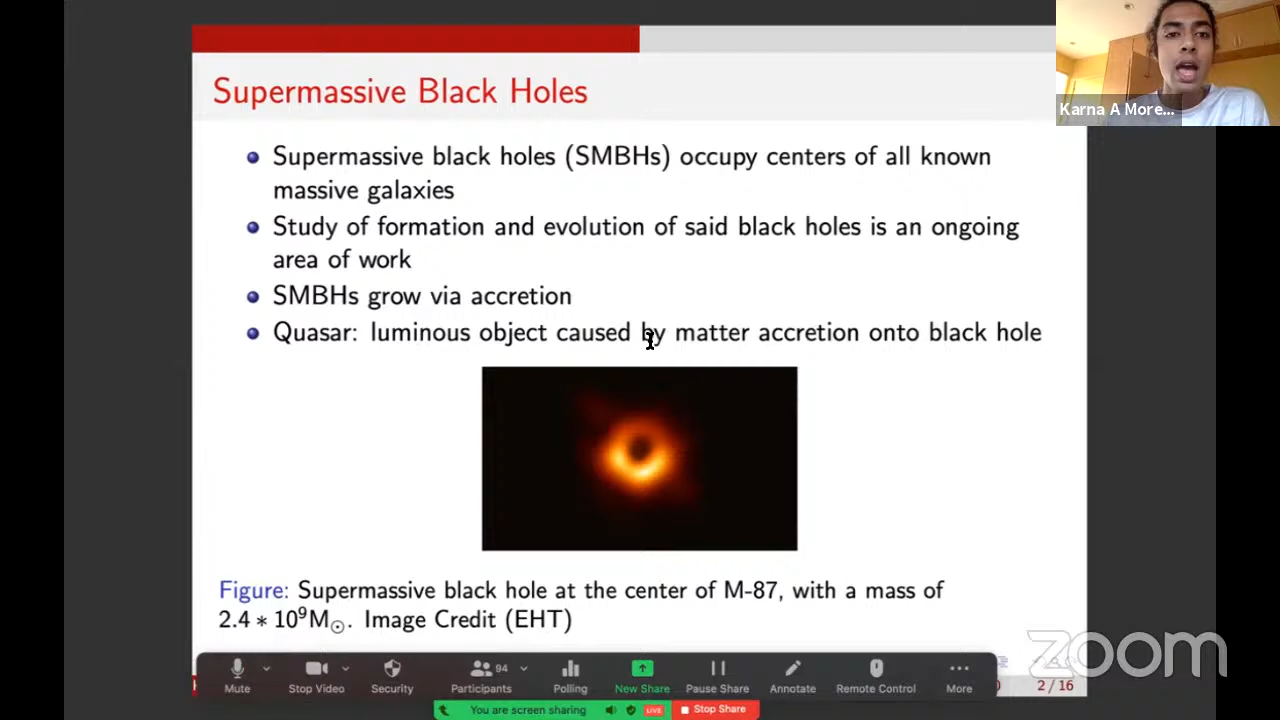 Supermassive Black Holes
Karna A More...
Supermassive black holes (SMBHs) occupy centers of all known
massive galaxies
Study of formation and evolution of said black holes is an ongoing
area of work
SMBHs grow via accretion
Quasar: luminous object caused by matter accretion onto black hole
Figure: Supermassive black hole at the center of M-87, with a mass of
2.4 * 10⁹M☉. Image Credit (EHT)
zoom
94
Mute Stop Video Security Participants Polling New Share Pause Share Annotate Remote Control More
2 / 16
You are screen sharing LIVE Stop Share